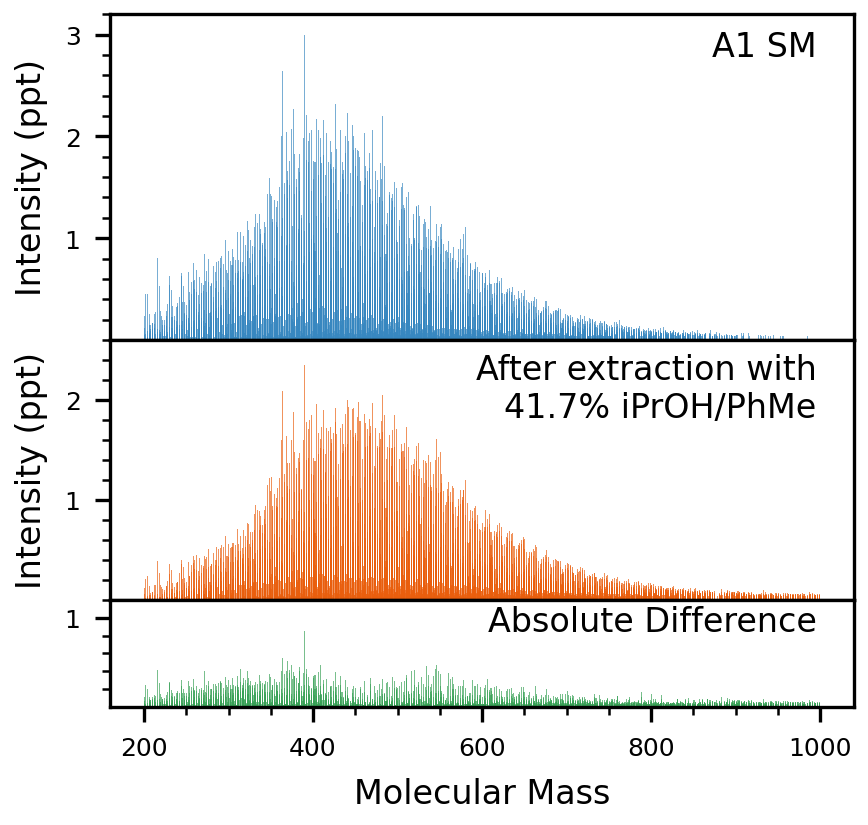 A1 SM
3
2
1
Intensity (ppt)
After extraction with
41.7% iPrOH/PhMe
2
1
Intensity (ppt)
Absolute Difference
1
200 400 600 800 1000
Molecular Mass